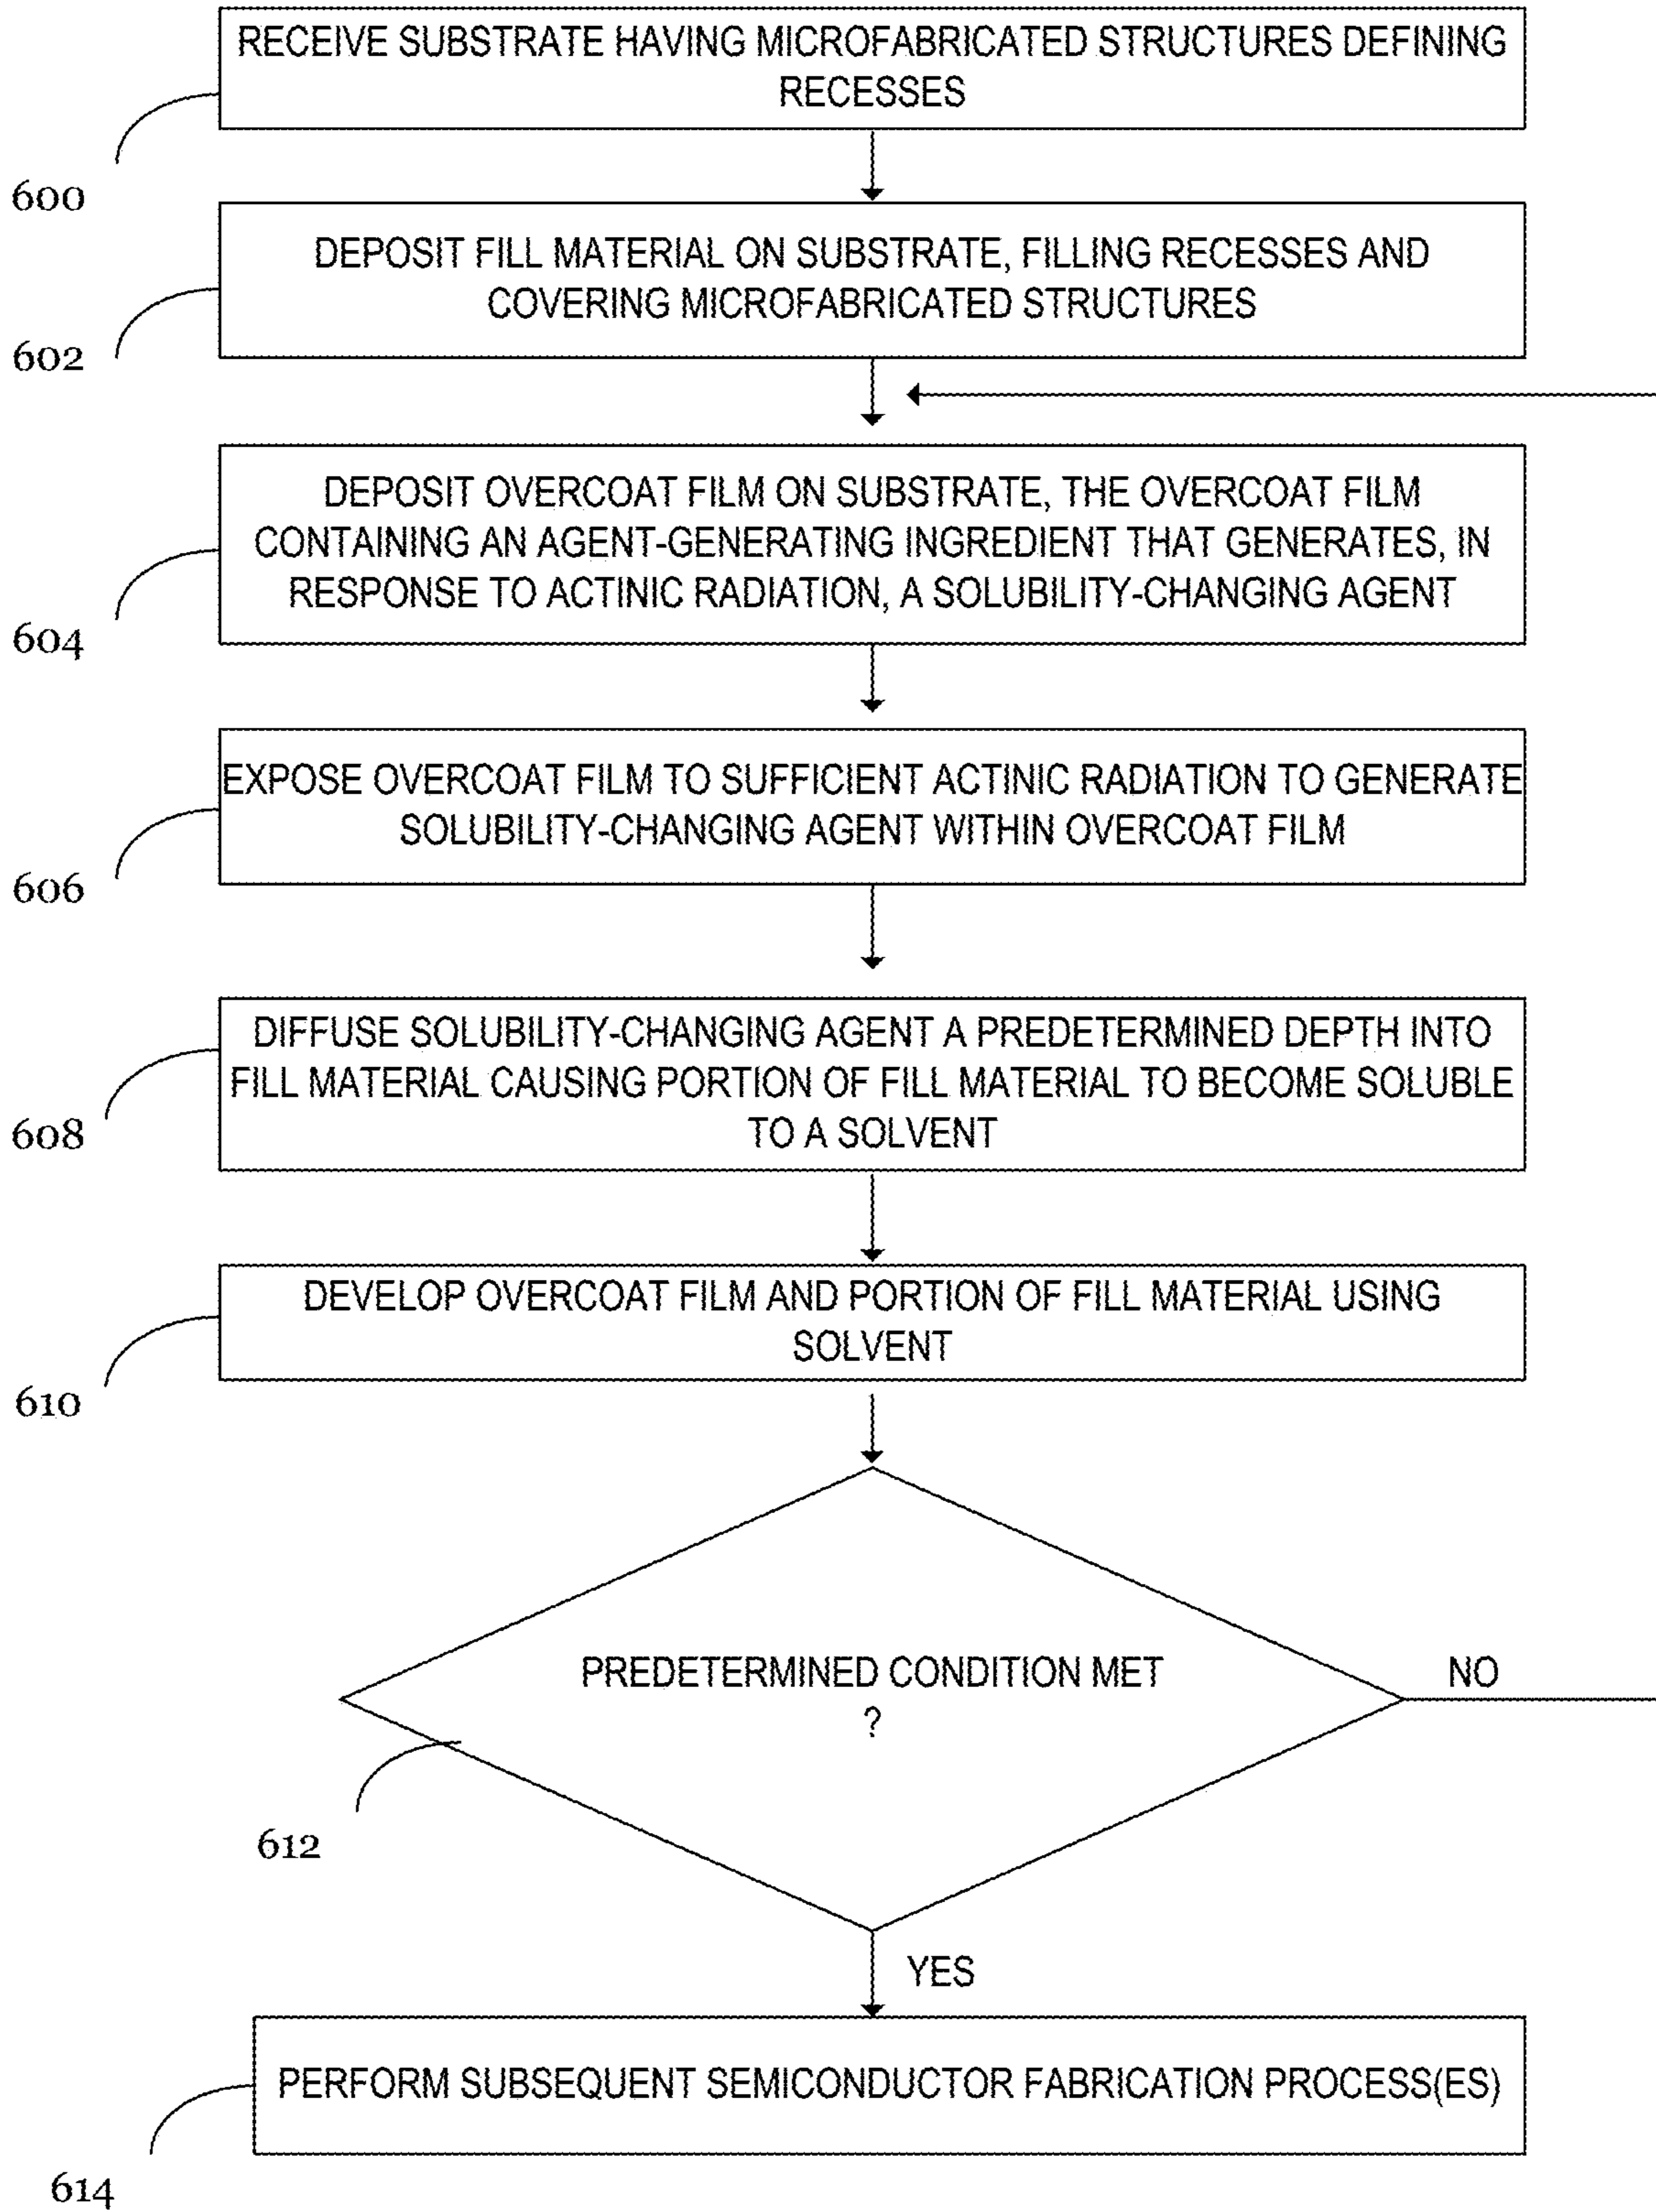 RECEIVE SUBSTRATE HAVING MICROFABRICATED STRUCTURES DEFINING
RECESSES
600
DEPOSIT FILL MATERIAL ON SUBSTRATE, FILLING RECESSES AND
COVERING MICROFABRICATED STRUCTURES
602
DEPOSIT OVERCOAT FILM ON SUBSTRATE, THE OVERCOAT FILM
CONTAINING AN AGENT-GENERATING INGREDIENT THAT GENERATES, IN
RESPONSE TO ACTINIC RADIATION, A SOLUBILITY-CHANGING AGENT
604
EXPOSE OVERCOAT FILM TO SUFFICIENT ACTINIC RADIATION TO GENERATE
SOLUBILITY-CHANGING AGENT WITHIN OVERCOAT FILM
606
DIFFUSE SOLUBILITY-CHANGING AGENT A PREDETERMINED DEPTH INTO
FILL MATERIAL CAUSING PORTION OF FILL MATERIAL TO BECOME SOLUBLE
TO A SOLVENT
608
DEVELOP OVERCOAT FILM AND PORTION OF FILL MATERIAL USING
SOLVENT
610
PREDETERMINED CONDITION MET
?
NO
612
YES
PERFORM SUBSEQUENT SEMICONDUCTOR FABRICATION PROCESS(ES)
614